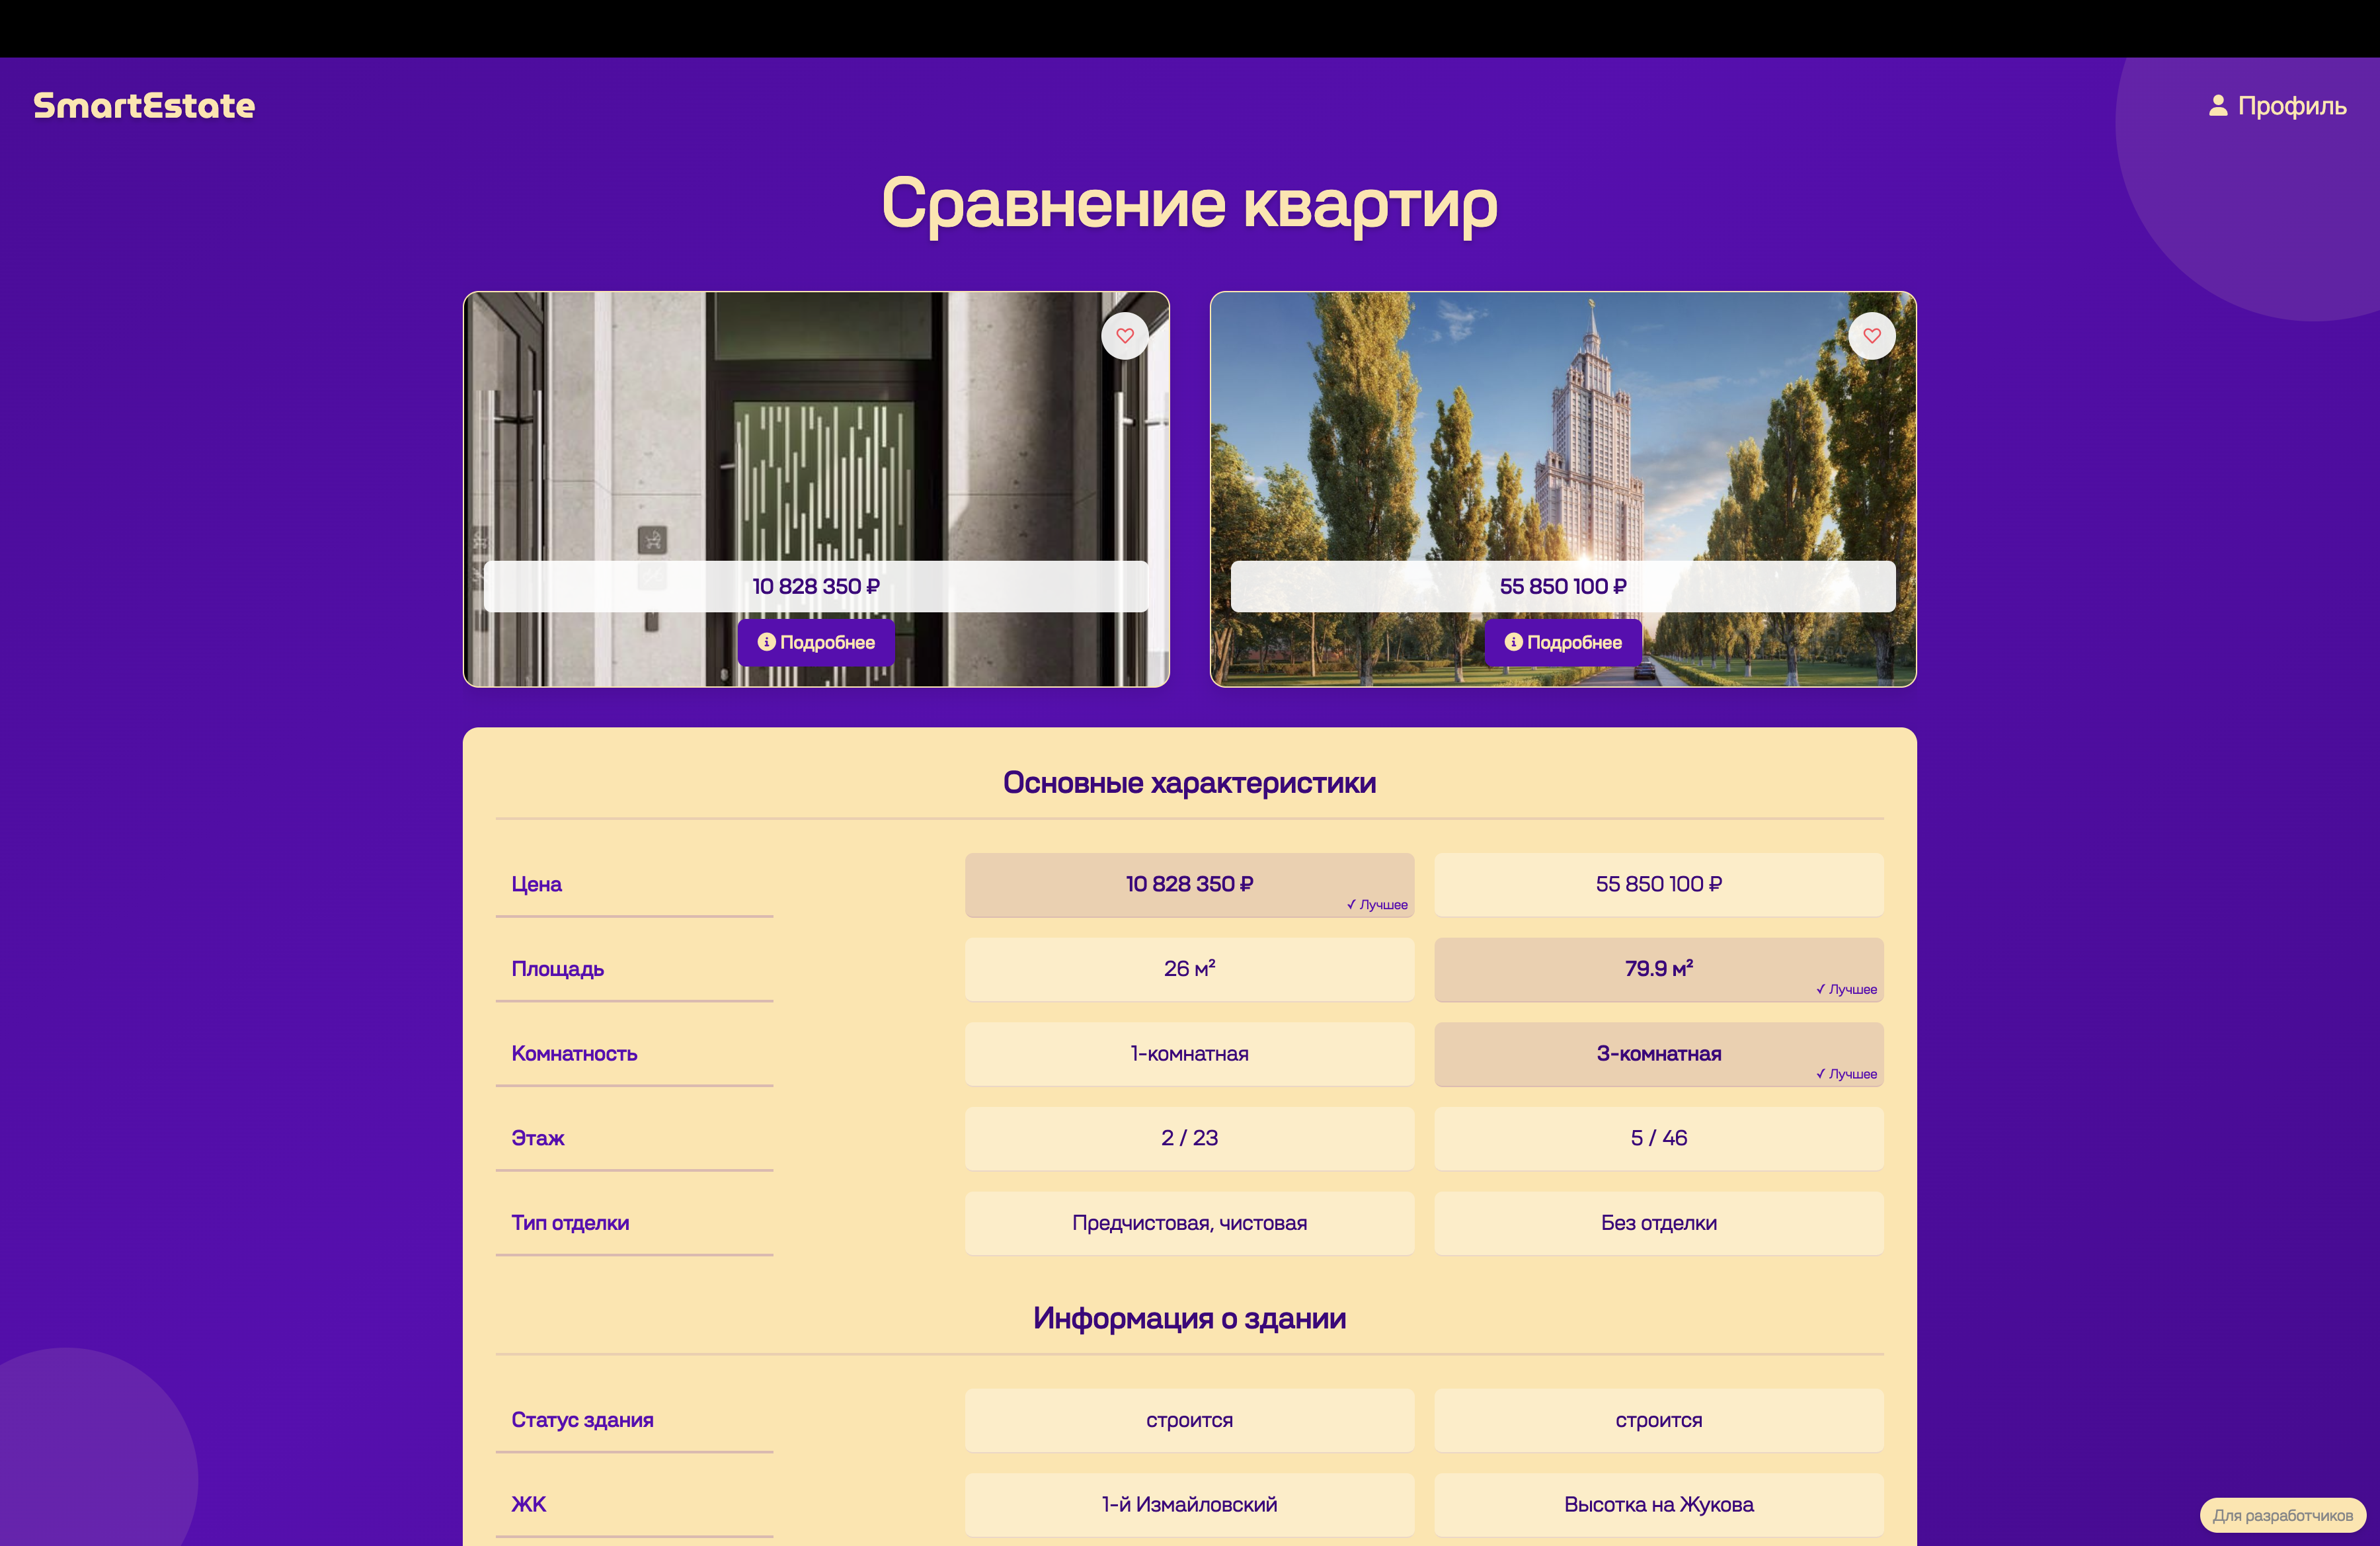 SmartEstate
Профиль
Сравнение квартир
10 828 350 ₽
Подробнее
55 850 100 ₽
Подробнее
Основные характеристики
Цена
10 828 350 ₽
✓ Лучшее
55 850 100 ₽
Площадь
26 м²
79.9 м²
✓ Лучшее
Комнатность
1-комнатная
3-комнатная
✓ Лучшее
Этаж
2 / 23
5 / 46
Тип отделки
Предчистовая, чистовая
Без отделки
Информация о здании
Статус здания
строится
строится
ЖК
1-й Измайловский
Высотка на Жукова
Для разработчиков